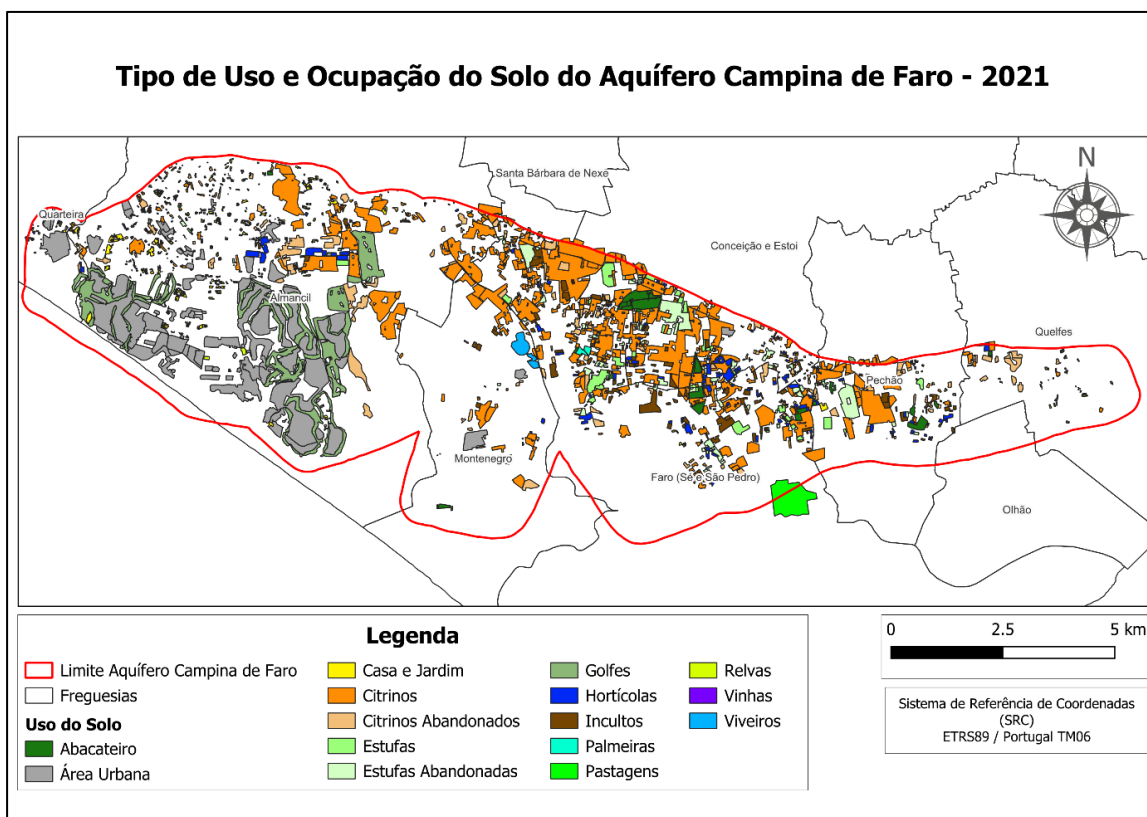 Tipo de Uso e Ocupação do Solo do Aquífero Campina de Faro - 2021
Santa Bárbara de Nexe
N
Quarteira
Conceição e Estoi
Almancil
Quelfes
Pechão
Montenegro
Faro (Sé e São Pedro)
Olhão
Legenda
Limite Aquífero Campina de Faro
Freguesias
Uso do Solo
Abacateiro
Área Urbana
Casa e Jardim
Citrinos
Citrinos Abandonados
Estufas
Estufas Abandonadas
Golfes
Hortícolas
Incultos
Palmeiras
Pastagens
Relvas
Vinhas
Viveiros
0 2.5 5 km
Sistema de Referência de Coordenadas
(SRC)
ETRS89 / Portugal TM06